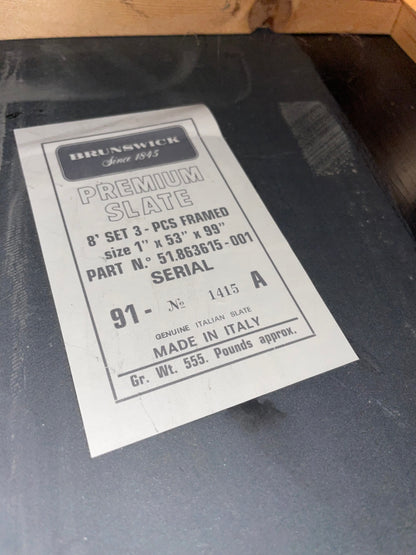 BRUNSWICK
Since 1845
PREMIUM
SLATE
8' SET 3-PCS FRAMED
size 1" x 53" x 99"
PART N.º 51.863615-001
SERIAL
91- № 1415 A
GENUINE ITALIAN SLATE
MADE IN ITALY
Gr. Wt. 555. Pounds approx.